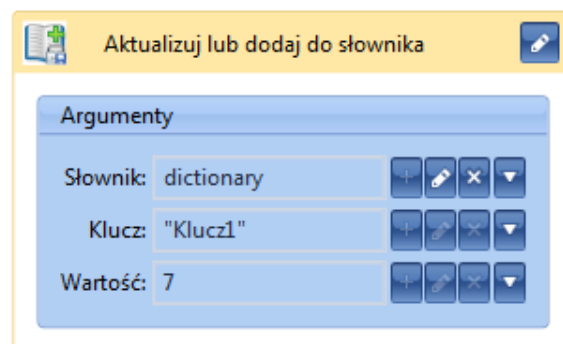 Aktualizuj lub dodaj do słownika
Argumenty
Słownik: dictionary
Klucz: "Klucz1"
Wartość: 7